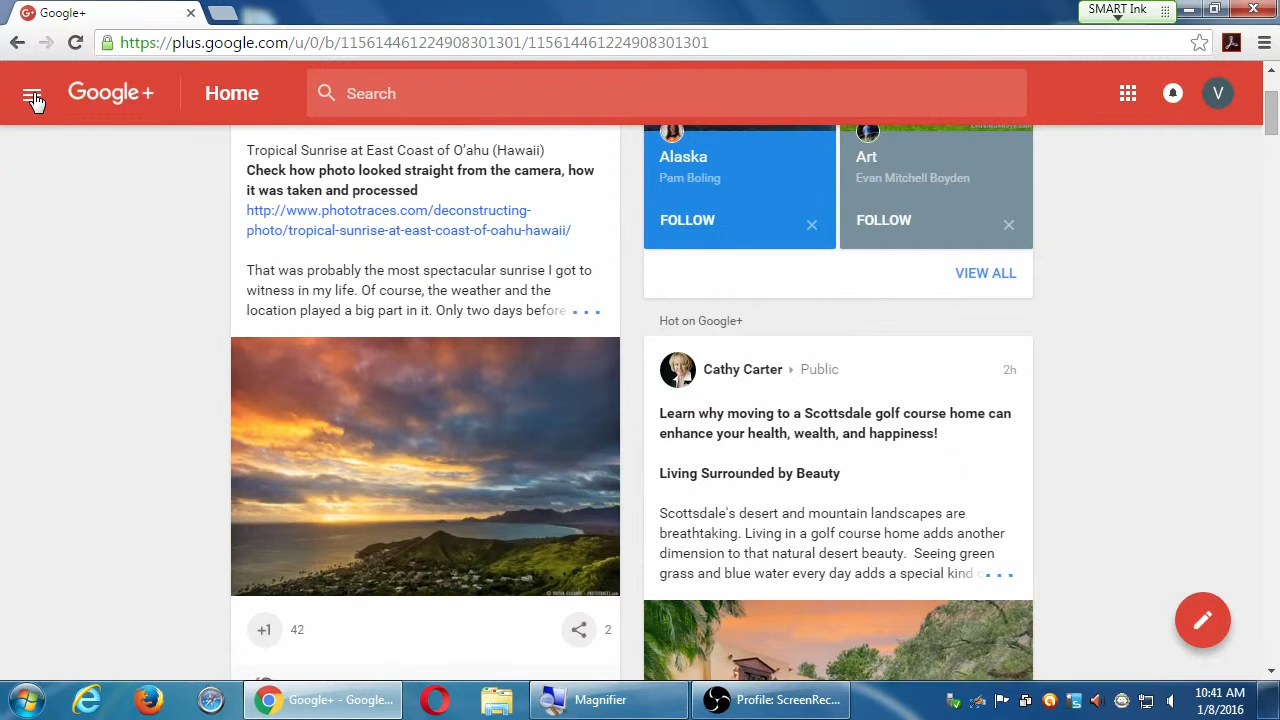 Google+
SMART Ink
https://plus.google.com/u/0/b/115614461224908301301/115614461224908301301
Google+
Home
Search
V
Tropical Sunrise at East Coast of O'ahu (Hawaii)
Check how photo looked straight from the camera, how
it was taken and processed
http://www.phototraces.com/deconstructing-
photo/tropical-sunrise-at-east-coast-of-oahu-hawaii/
That was probably the most spectacular sunrise I got to
witness in my life. Of course, the weather and the
location played a big part in it. Only two days before
+1
42
2
Alaska
Pam Boling
FOLLOW
Art
Evan Mitchell Boyden
FOLLOW
VIEW ALL
Hot on Google+
Cathy Carter
Public
2h
Learn why moving to a Scottsdale golf course home can
enhance your health, wealth, and happiness!
Living Surrounded by Beauty
Scottsdale's desert and mountain landscapes are
breathtaking. Living in a golf course home adds another
dimension to that natural desert beauty. Seeing green
grass and blue water every day adds a special kind
Google+ - Google...
Magnifier
Profile: ScreenRec...
10:41 AM
1/8/2016